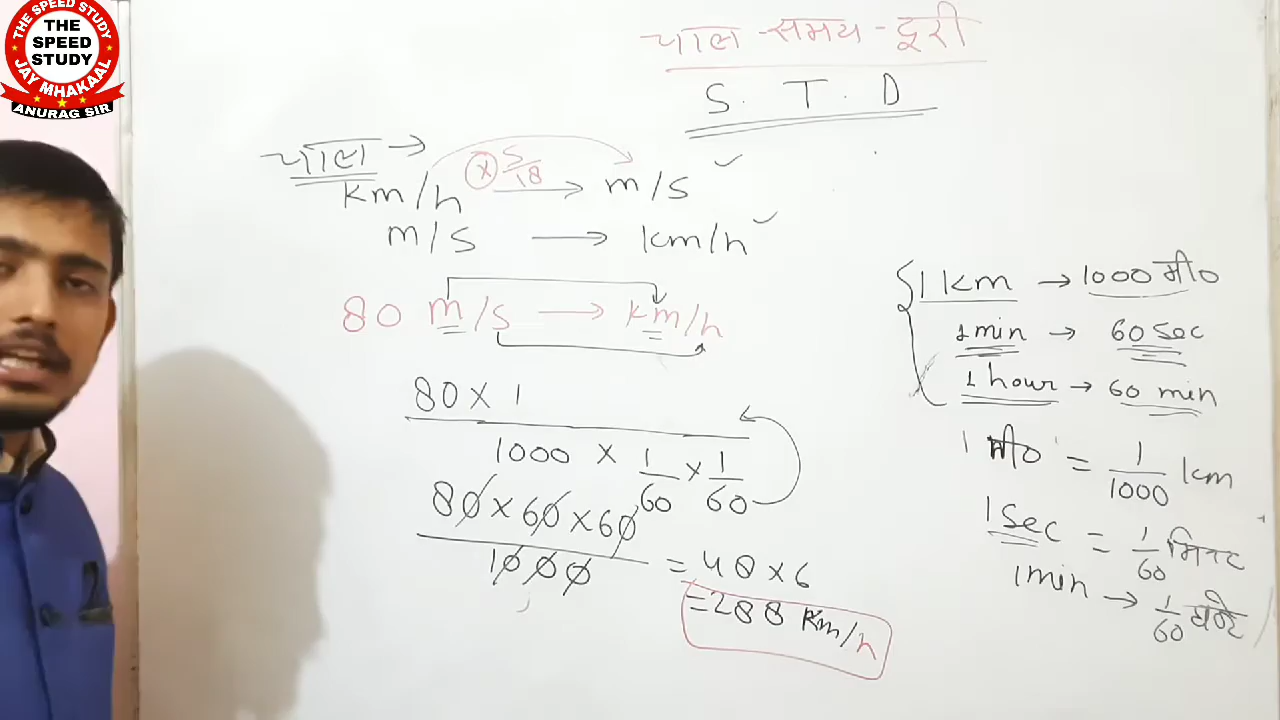 THE SPEED STUDY
THE
SPEED
STUDY
JAY MHAKAAL
ANURAG SIR
चाल - समय - दूरी
S. T. D
चाल →
km/h ×5/18 → m/s ✓
m/s → km/h ✓
80 m/s → km/h
80 × 1
1000 × 1/60 × 1/60
80 × 60 × 60
1000
= 48 × 6
= 288 Km/h
1 km → 1000 मी०
1 min → 60 Sec
1 hour → 60 min
1 मी० = 1/1000 km
1 Sec = 1/60 मिनट
1 min → 1/60 घण्टे